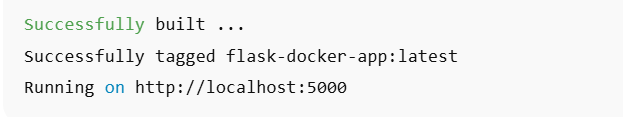 Successfully built ...
Successfully tagged flask-docker-app:latest
Running on http://localhost:5000